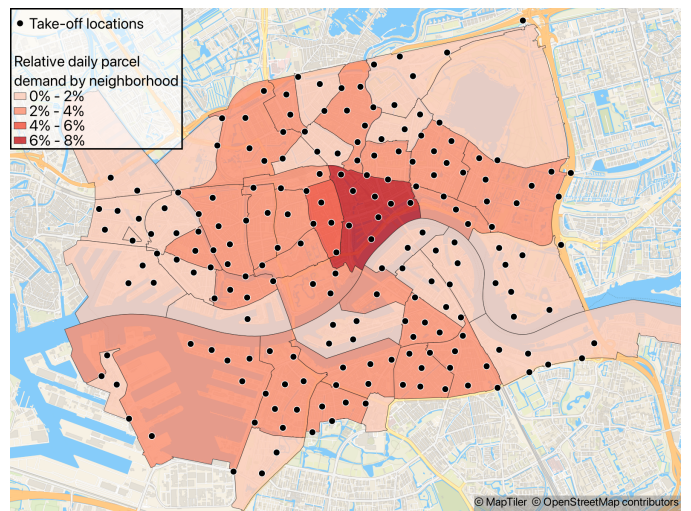 Take-off locations
Relative daily parcel
demand by neighborhood
0% - 2%
2% - 4%
4% - 6%
6% - 8%
© MapTiler © OpenStreetMap contributors